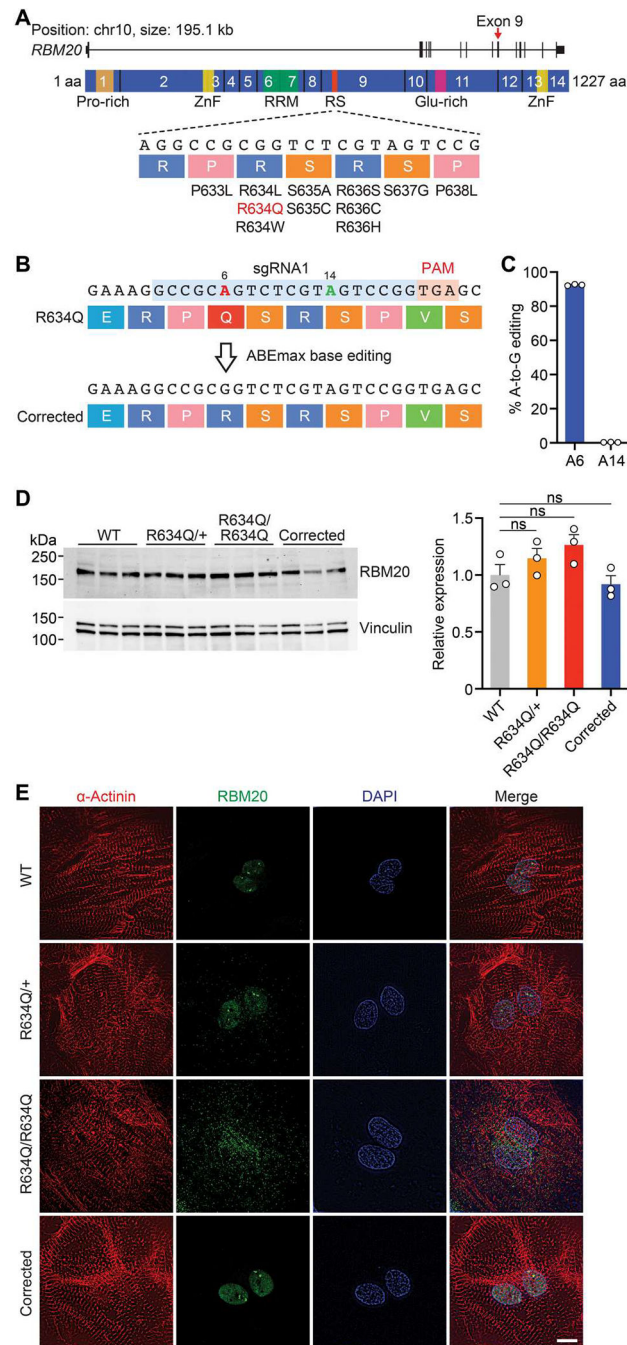 A
Position: chr10, size: 195.1 kb
Exon 9
RBM20
1 aa 1 2 3 4 5 6 7 8 9 10 11 12 13 14 1227 aa
Pro-rich ZnF RRM RS Glu-rich ZnF
A G G C C G C G G T C T C G T A G T C C G
R P R S R S P
P633L R634L S635A R636S S637G P638L
R634Q S635C R636C
R634W R636H
B
sgRNA1 PAM
6 14
G A A A G G C C G C A G T C T C G T A G T C C G G T G A G C
R634Q E R P Q S R S P V S
ABEmax base editing
G A A A G G C C G C G G T C T C G T A G T C C G G T G A G C
Corrected E R P R S R S P V S
C
% A-to-G editing
100
80
60
40
20
0
A6 A14
D
kDa WT R634Q/+ R634Q/ Corrected
R634Q
250
150
RBM20
150
100
Vinculin
Relative expression
1.5
1.0
0.5
0
ns
ns
ns
WT R634Q/+ R634Q/R634Q Corrected
E
α-Actinin RBM20 DAPI Merge
WT
R634Q/+
R634Q/R634Q
Corrected